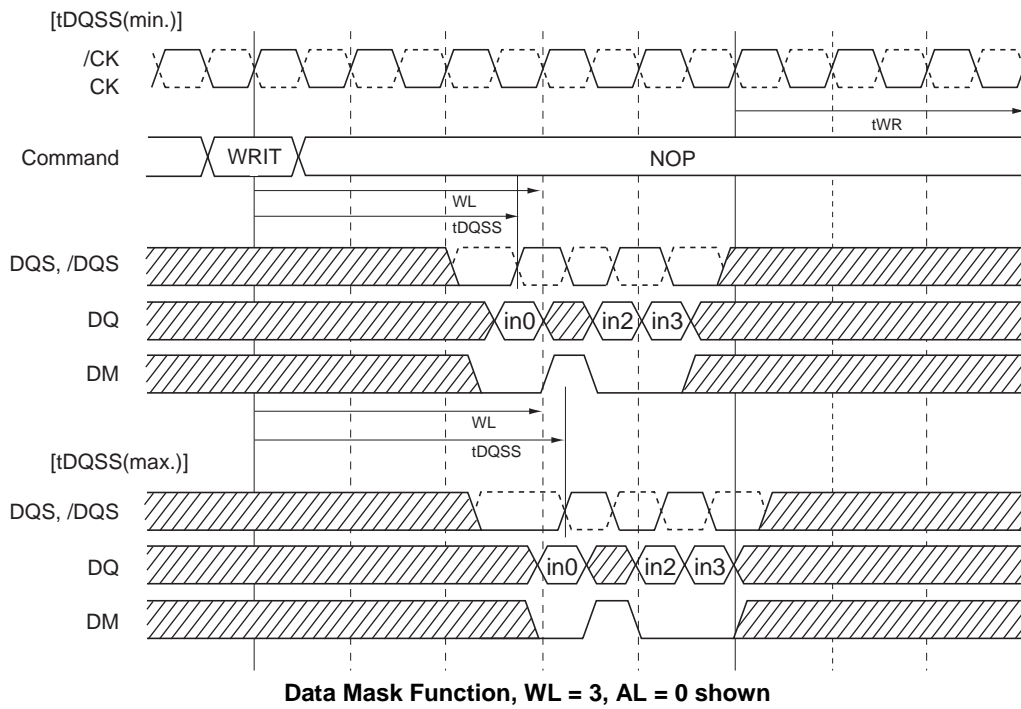 [tDQSS(min.)]
/CK
CK
tWR
Command
WRIT
NOP
WL
tDQSS
DQS, /DQS
DQ
in0
in2
in3
DM
WL
tDQSS
[tDQSS(max.)]
DQS, /DQS
DQ
in0
in2
in3
DM
Data Mask Function, WL = 3, AL = 0 shown